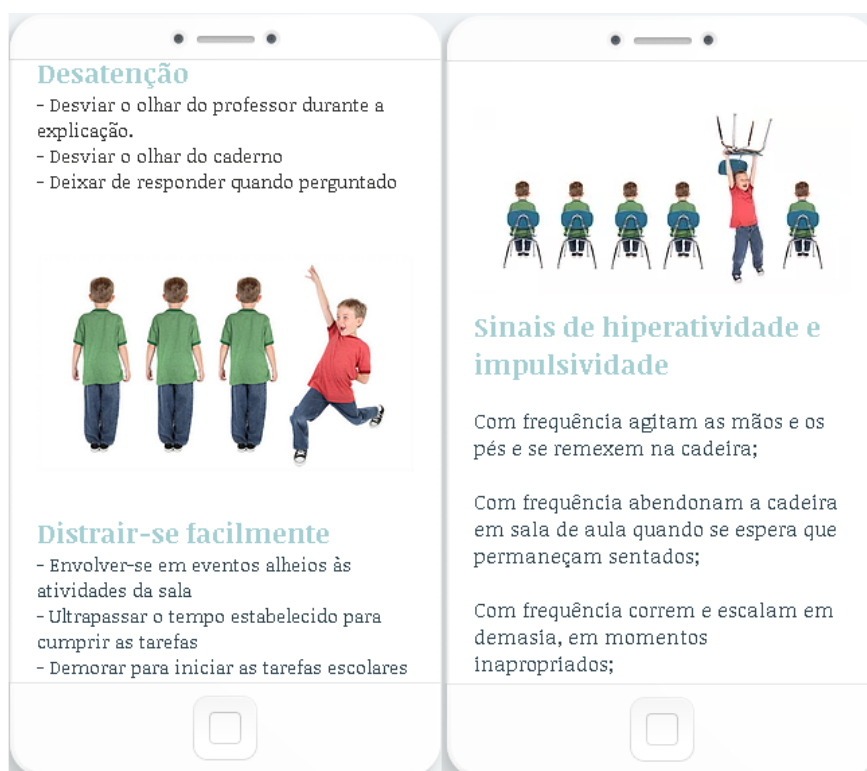 Desatenção
- Desviar o olhar do professor durante a
explicação.
- Desviar o olhar do caderno
- Deixar de responder quando perguntado
Distrair-se facilmente
- Envolver-se em eventos alheios às
atividades da sala
- Ultrapassar o tempo estabelecido para
cumprir as tarefas
- Demorar para iniciar as tarefas escolares
Sinais de hiperatividade e
impulsividade
Com frequência agitam as mãos e os
pés e se remexem na cadeira;
Com frequência abendonam a cadeira
em sala de aula quando se espera que
permaneçam sentados;
Com frequência correm e escalam em
demasia, em momentos
inapropriados;